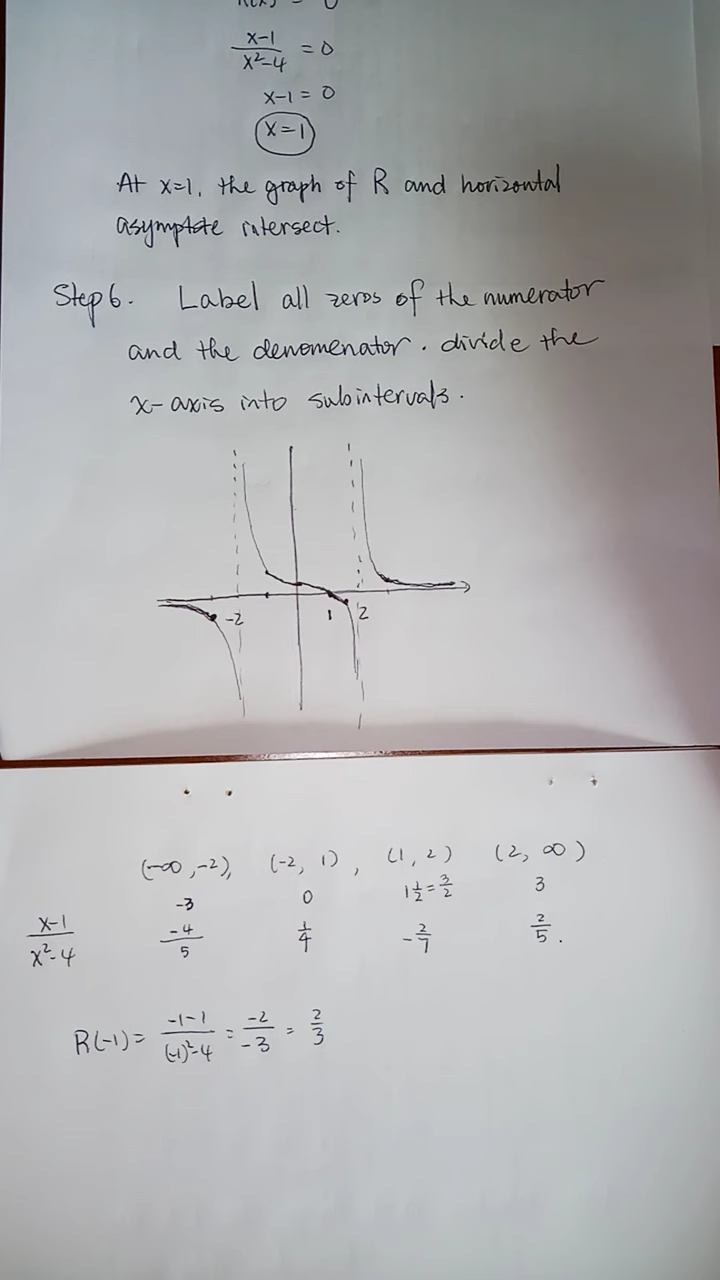 R(x) = 0
x-1/x²-4 = 0
x-1 = 0
x=1
At x=1, the graph of R and horizontal
asymptote intersect.
Step 6. Label all zeros of the numerator
and the denomenator. divide the
x-axis into subintervals.
-2 1 2
(-∞,-2), (-2, 1), (1, 2) (2, ∞)
-3 0 1 1/2 = 3/2 3
x-1/x²-4 -4/5 1/4 -2/7 2/5.
R(-1) = -1-1/(-1)²-4 = -2/-3 = 2/3